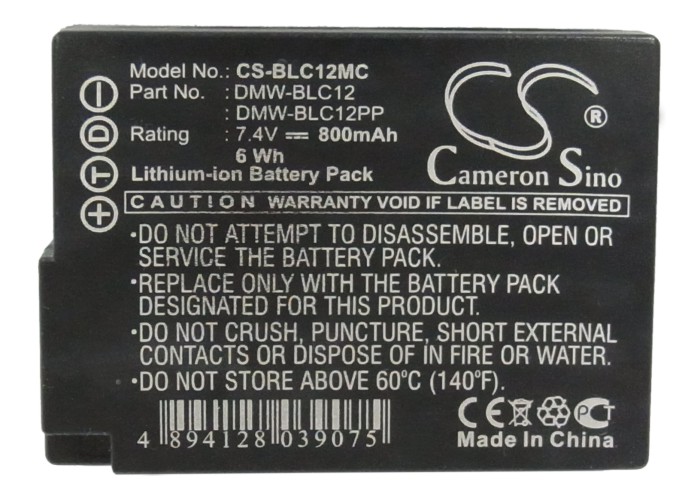 Model No.: CS-BLC12MC
Part No. : DMW-BLC12
: DMW-BLC12PP
Rating : 7.4V 800mAh
6 Wh
Lithium-ion Battery Pack
CS ®
Cameron Sino
− D T +
CAUTION WARRANTY VOID IF LABEL IS REMOVED
•DO NOT ATTEMPT TO DISASSEMBLE, OPEN OR
SERVICE THE BATTERY PACK.
•REPLACE ONLY WITH THE BATTERY PACK
DESIGNATED FOR THIS PRODUCT.
•DO NOT CRUSH, PUNCTURE, SHORT EXTERNAL
CONTACTS OR DISPOSE OF IN FIRE OR WATER.
•DO NOT STORE ABOVE 60°C (140°F).
4 894128 039075
CE PCT
Made In China